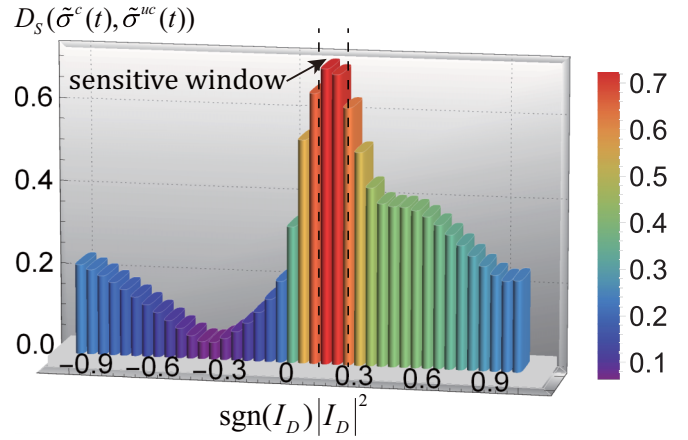 D_S(σ̃^c(t), σ̃^{uc}(t))
sensitive window
0.6
0.4
0.2
0.0
−0.9 −0.6 −0.3 0 0.3 0.6 0.9
sgn(I_D)|I_D|^2
0.7
0.6
0.5
0.4
0.3
0.2
0.1